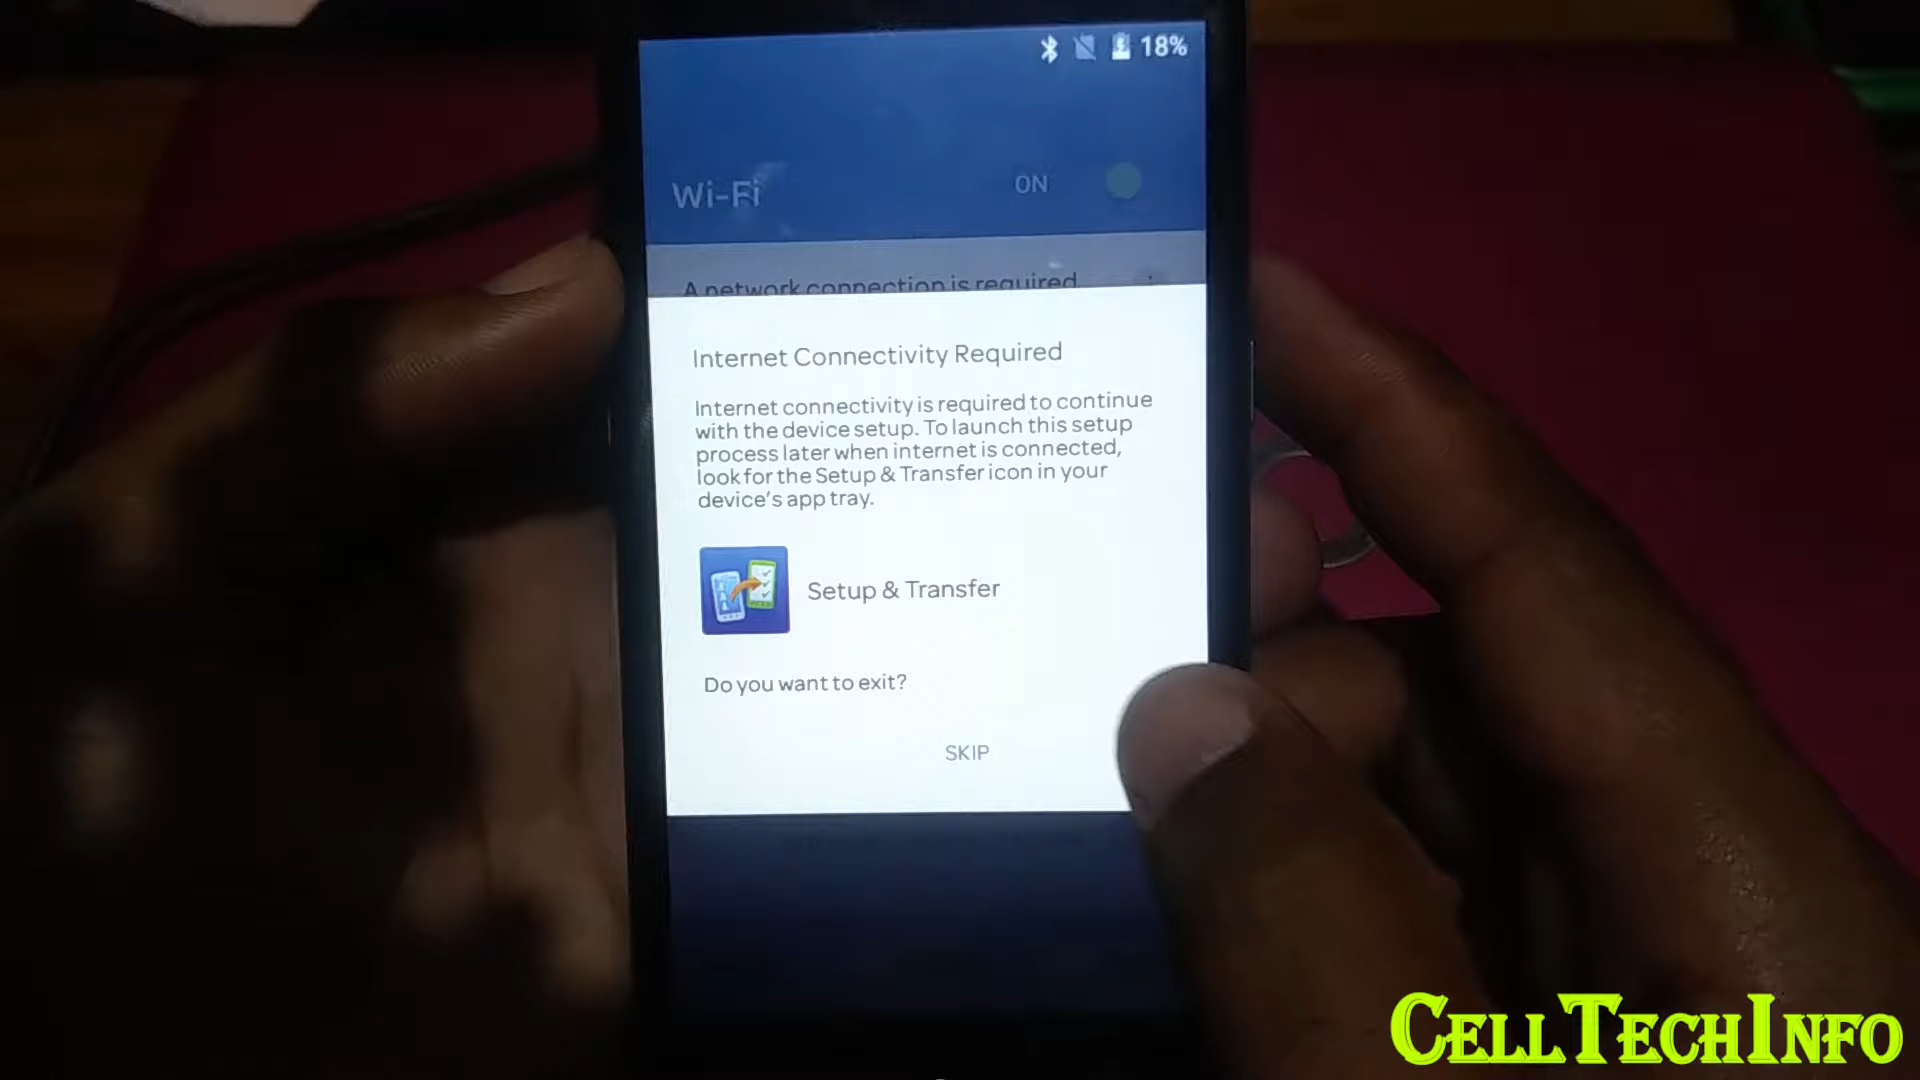 18%
Wi-Fi ON
A network connection is required
Internet Connectivity Required
Internet connectivity is required to continue
with the device setup. To launch this setup
process later when internet is connected,
look for the Setup & Transfer icon in your
device's app tray.
Setup & Transfer
Do you want to exit?
SKIP
CELLTECHINFO